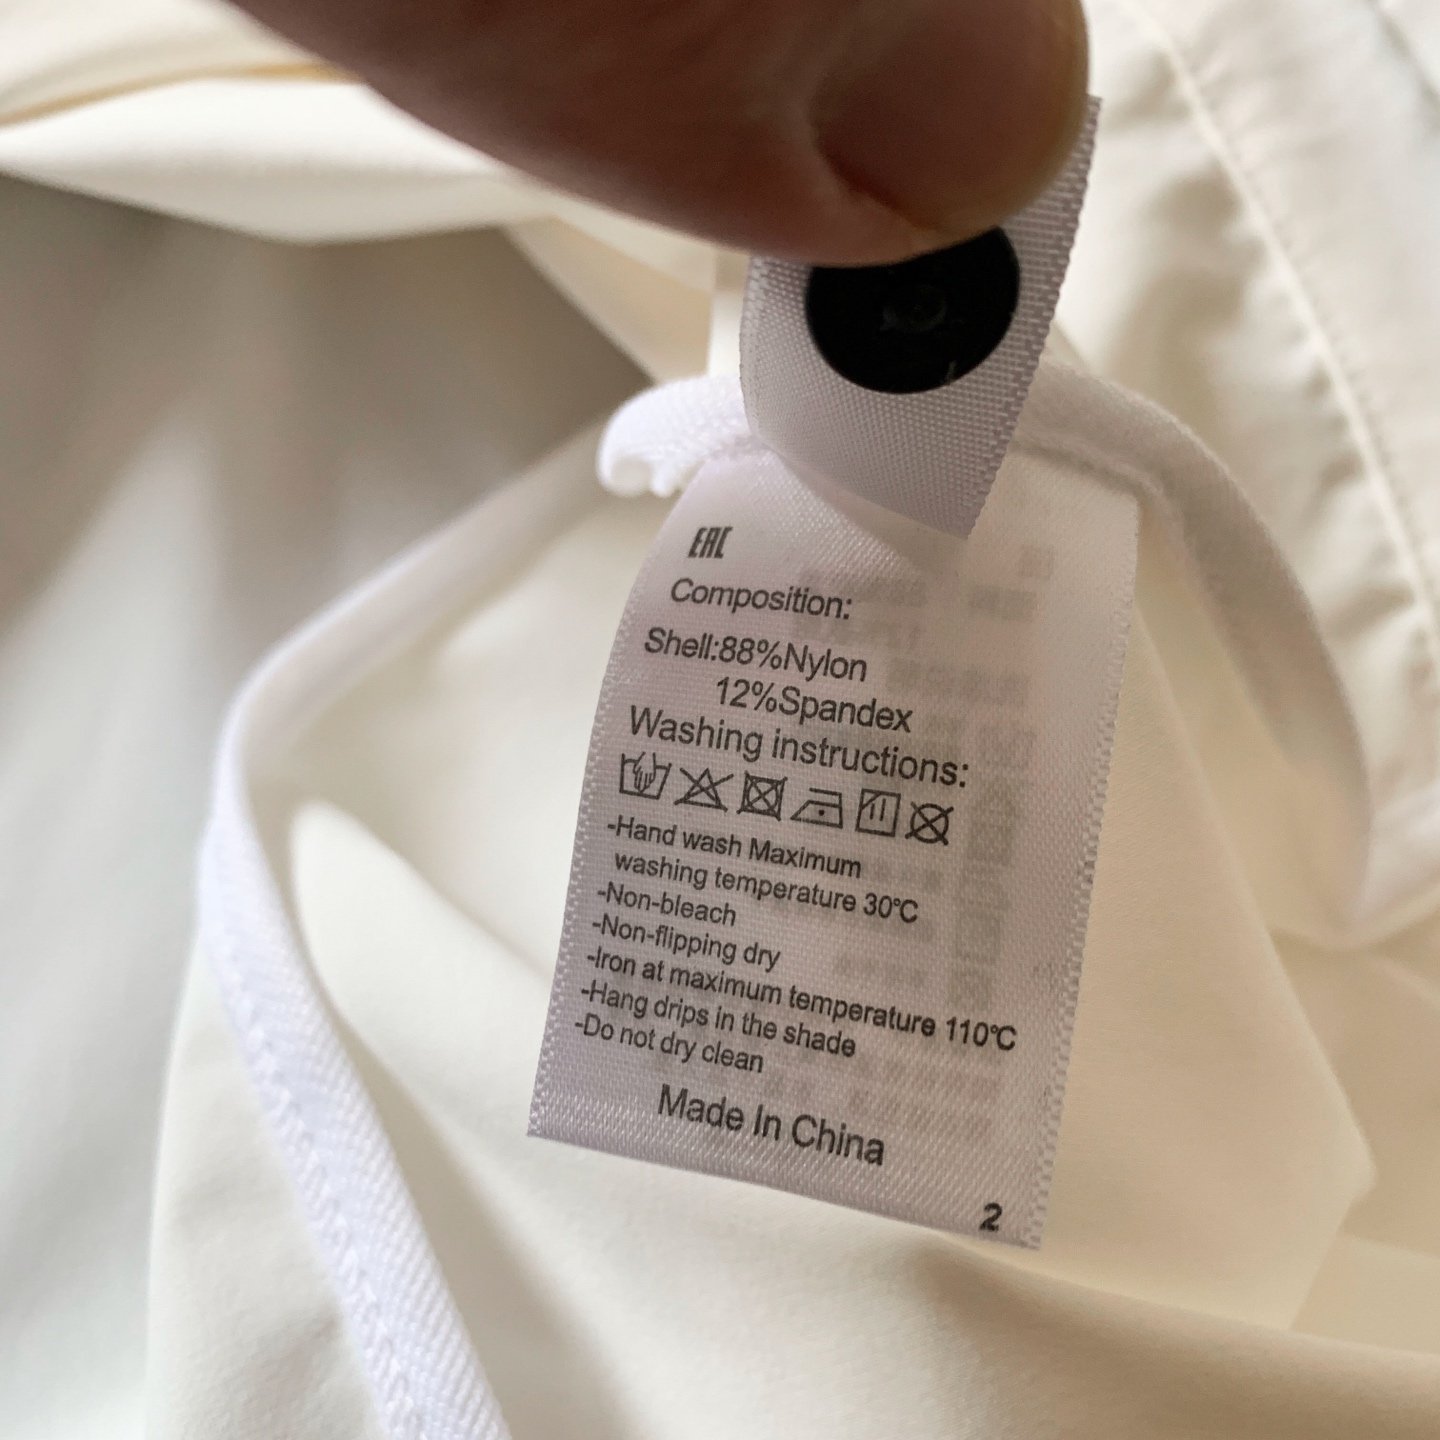 EAC
Composition:
Shell:88%Nylon
12%Spandex
Washing instructions:
-Hand wash Maximum
washing temperature 30℃
-Non-bleach
-Non-flipping dry
-Iron at maximum temperature 110℃
-Hang drips in the shade
-Do not dry clean
Made In China
2